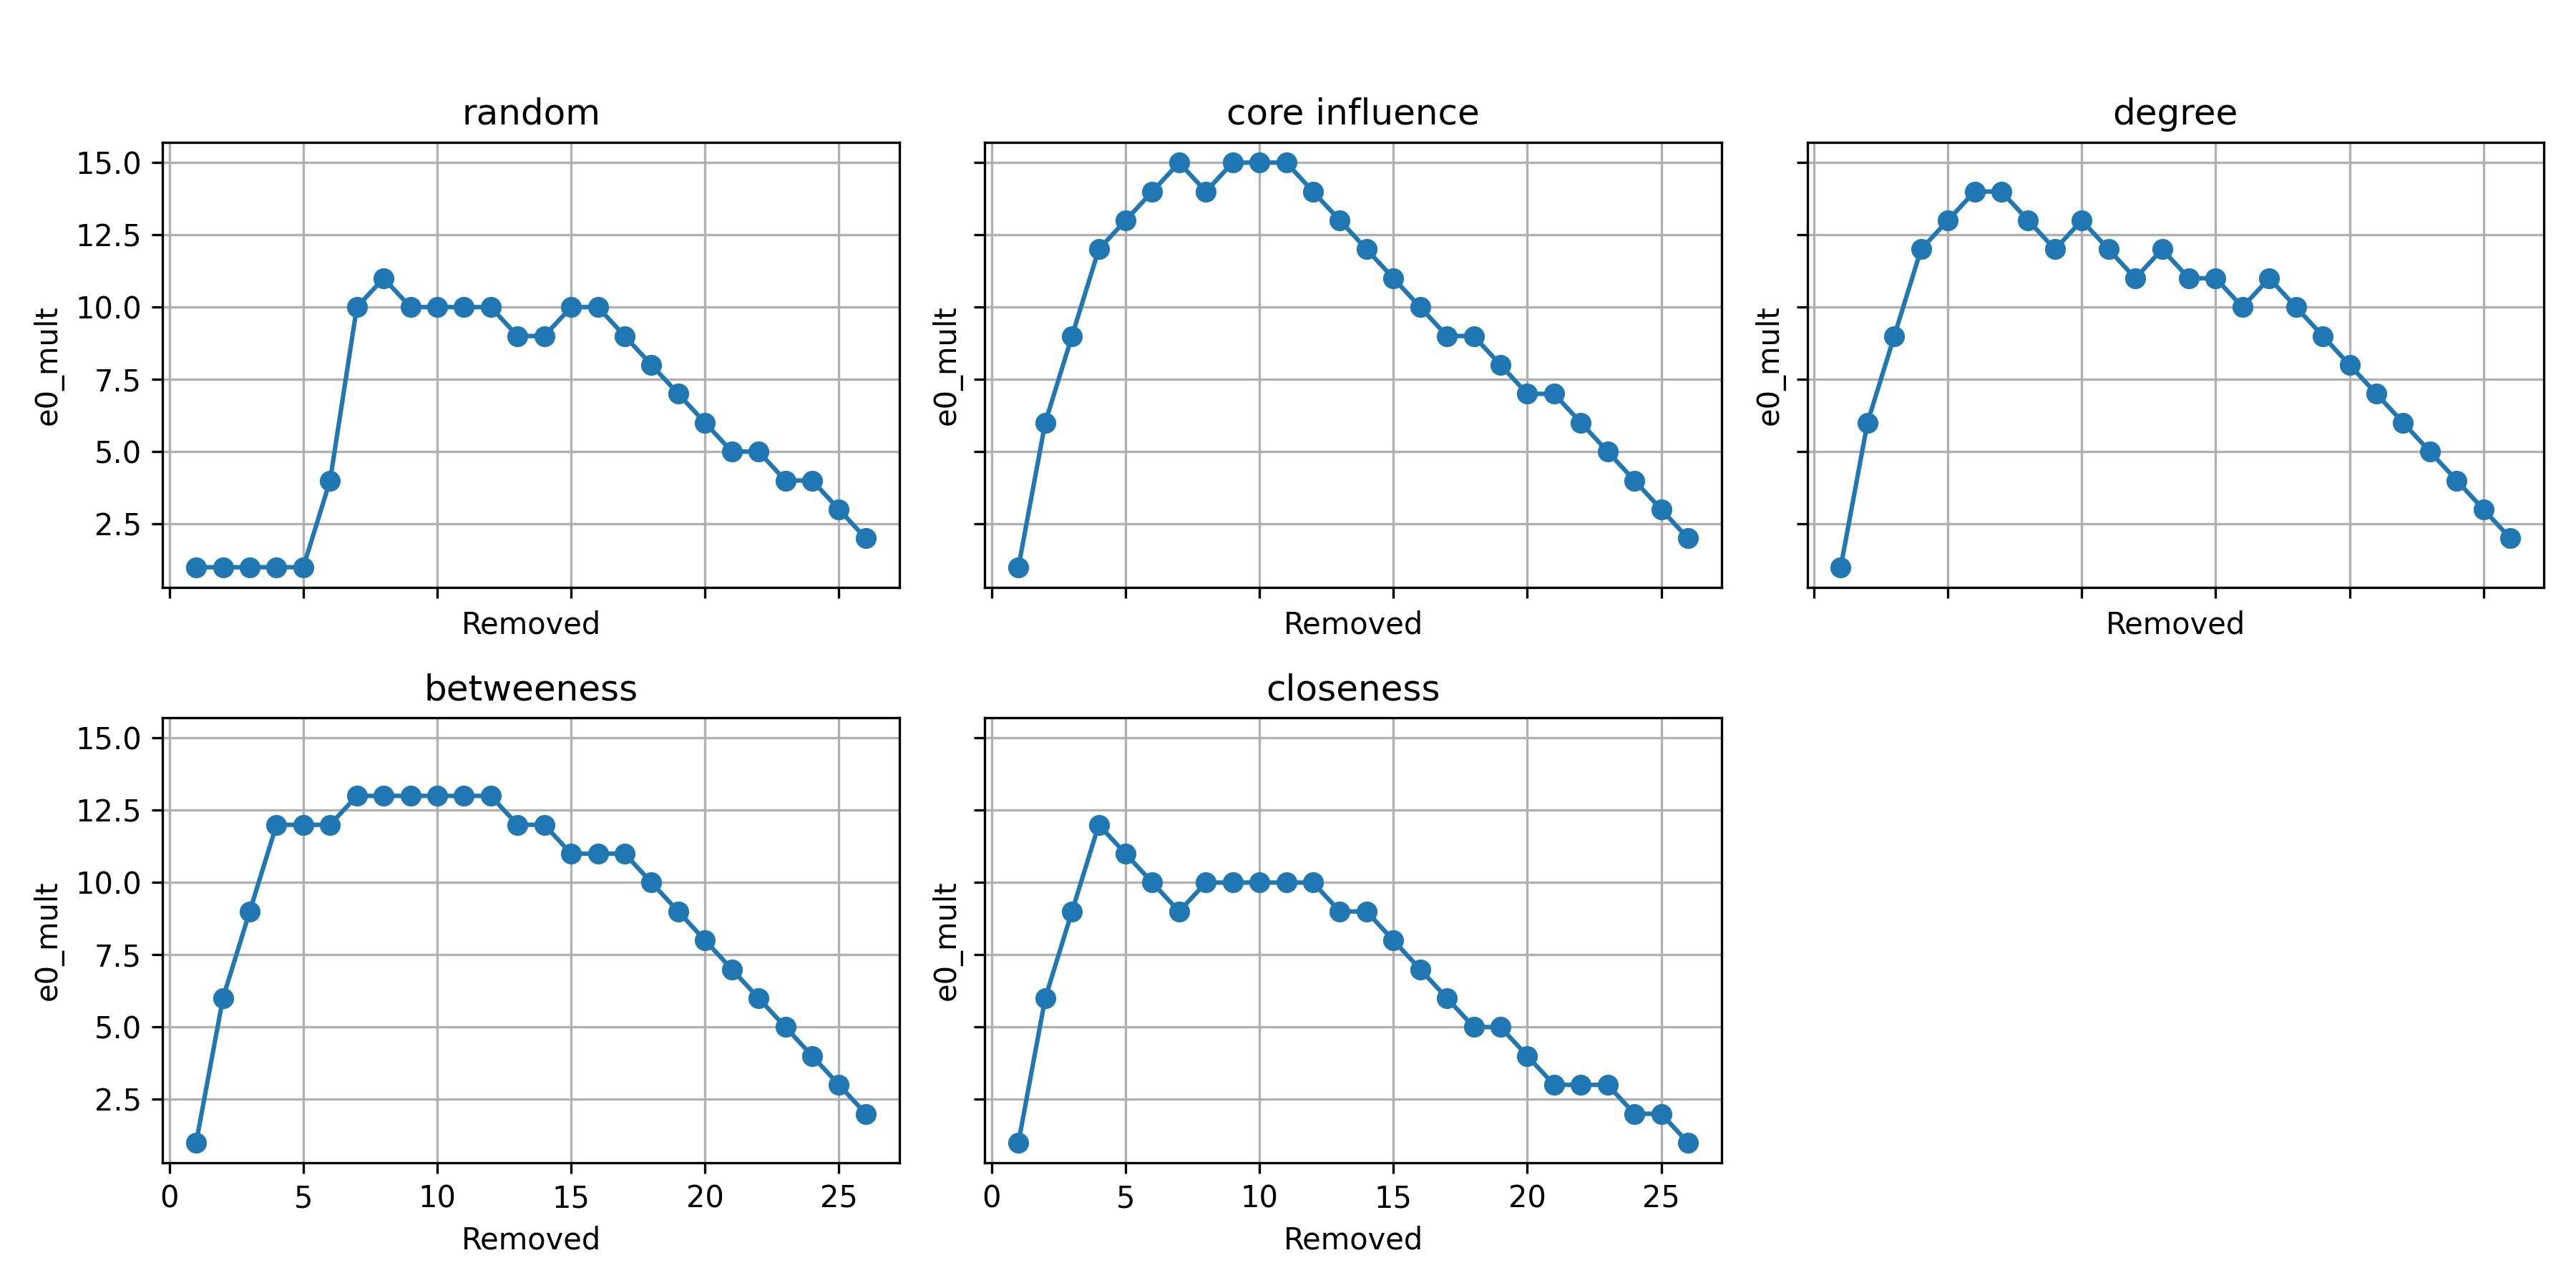 random
core influence
degree
15.0
12.5
10.0
7.5
5.0
2.5
e0_mult
e0_mult
e0_mult
Removed
Removed
Removed
betweeness
closeness
15.0
12.5
10.0
7.5
5.0
2.5
e0_mult
e0_mult
0 5 10 15 20 25
0 5 10 15 20 25
Removed
Removed